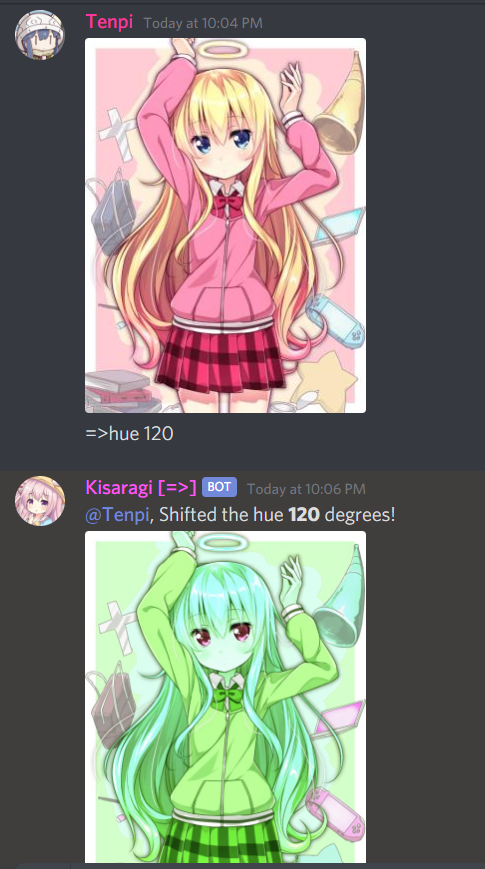 Tenpi Today at 10:04 PM
=>hue 120
Kisaragi [=>] BOT Today at 10:06 PM
@Tenpi, Shifted the hue 120 degrees!